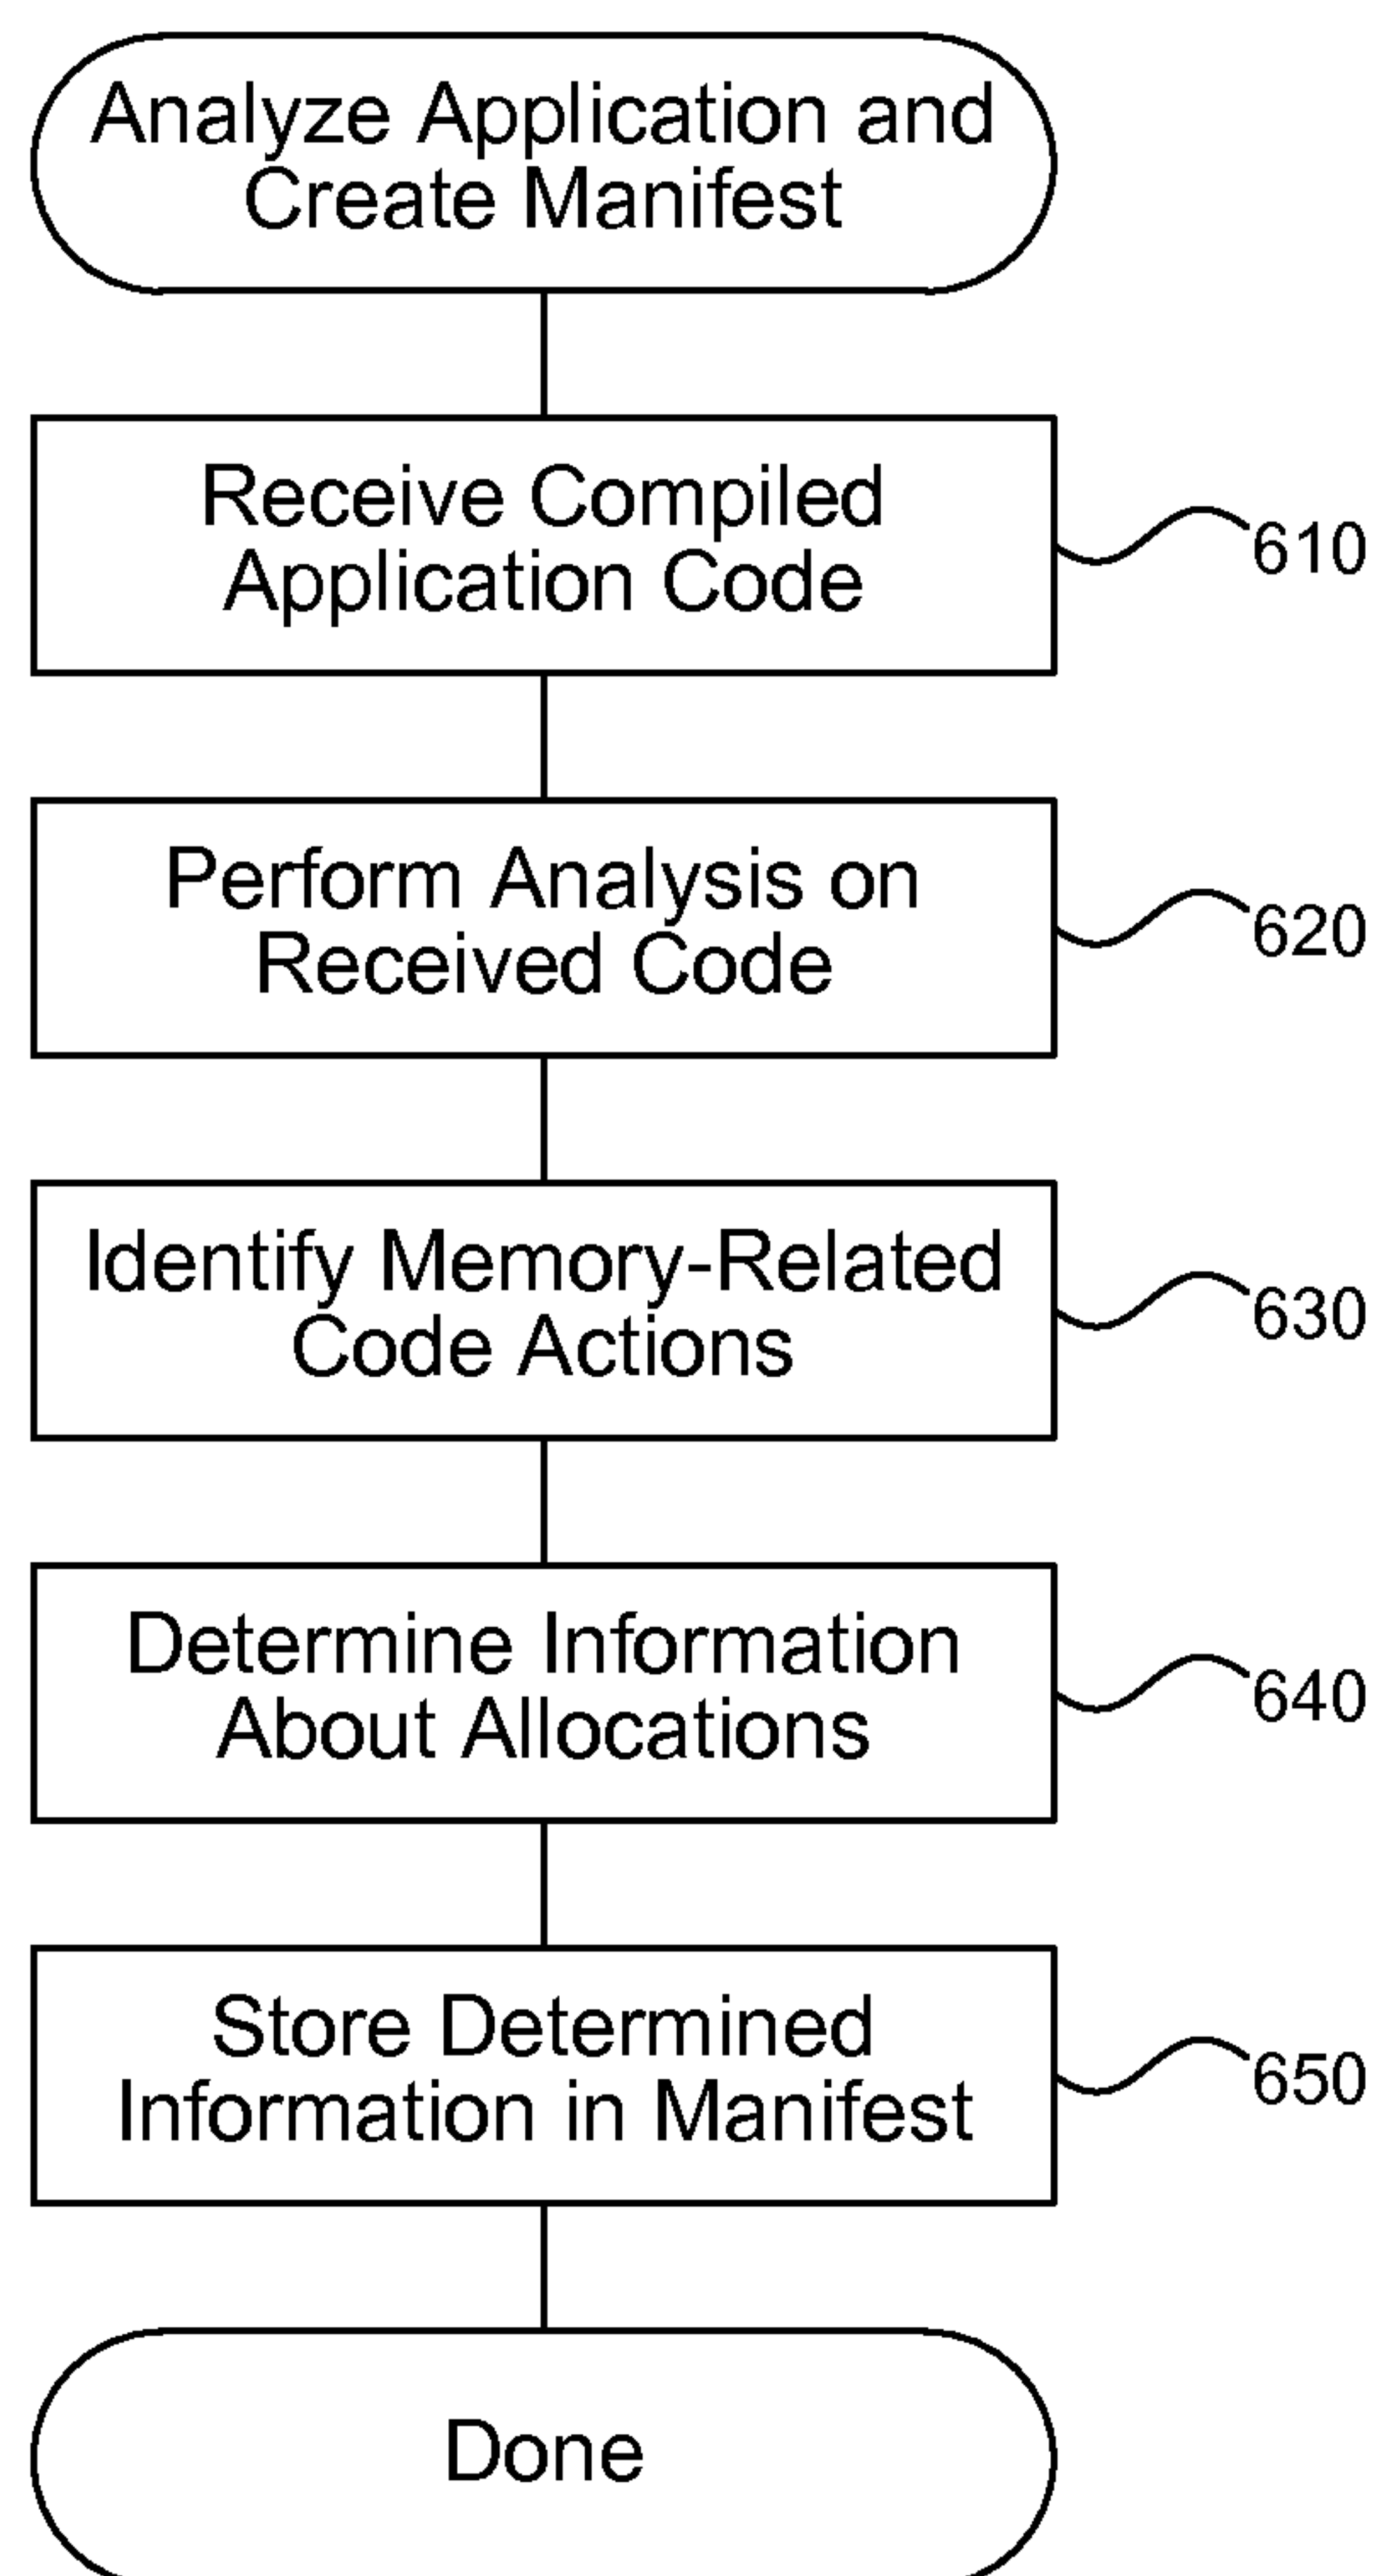 Analyze Application and
Create Manifest
Receive Compiled
Application Code
610
Perform Analysis on
Received Code
620
Identify Memory-Related
Code Actions
630
Determine Information
About Allocations
640
Store Determined
Information in Manifest
650
Done